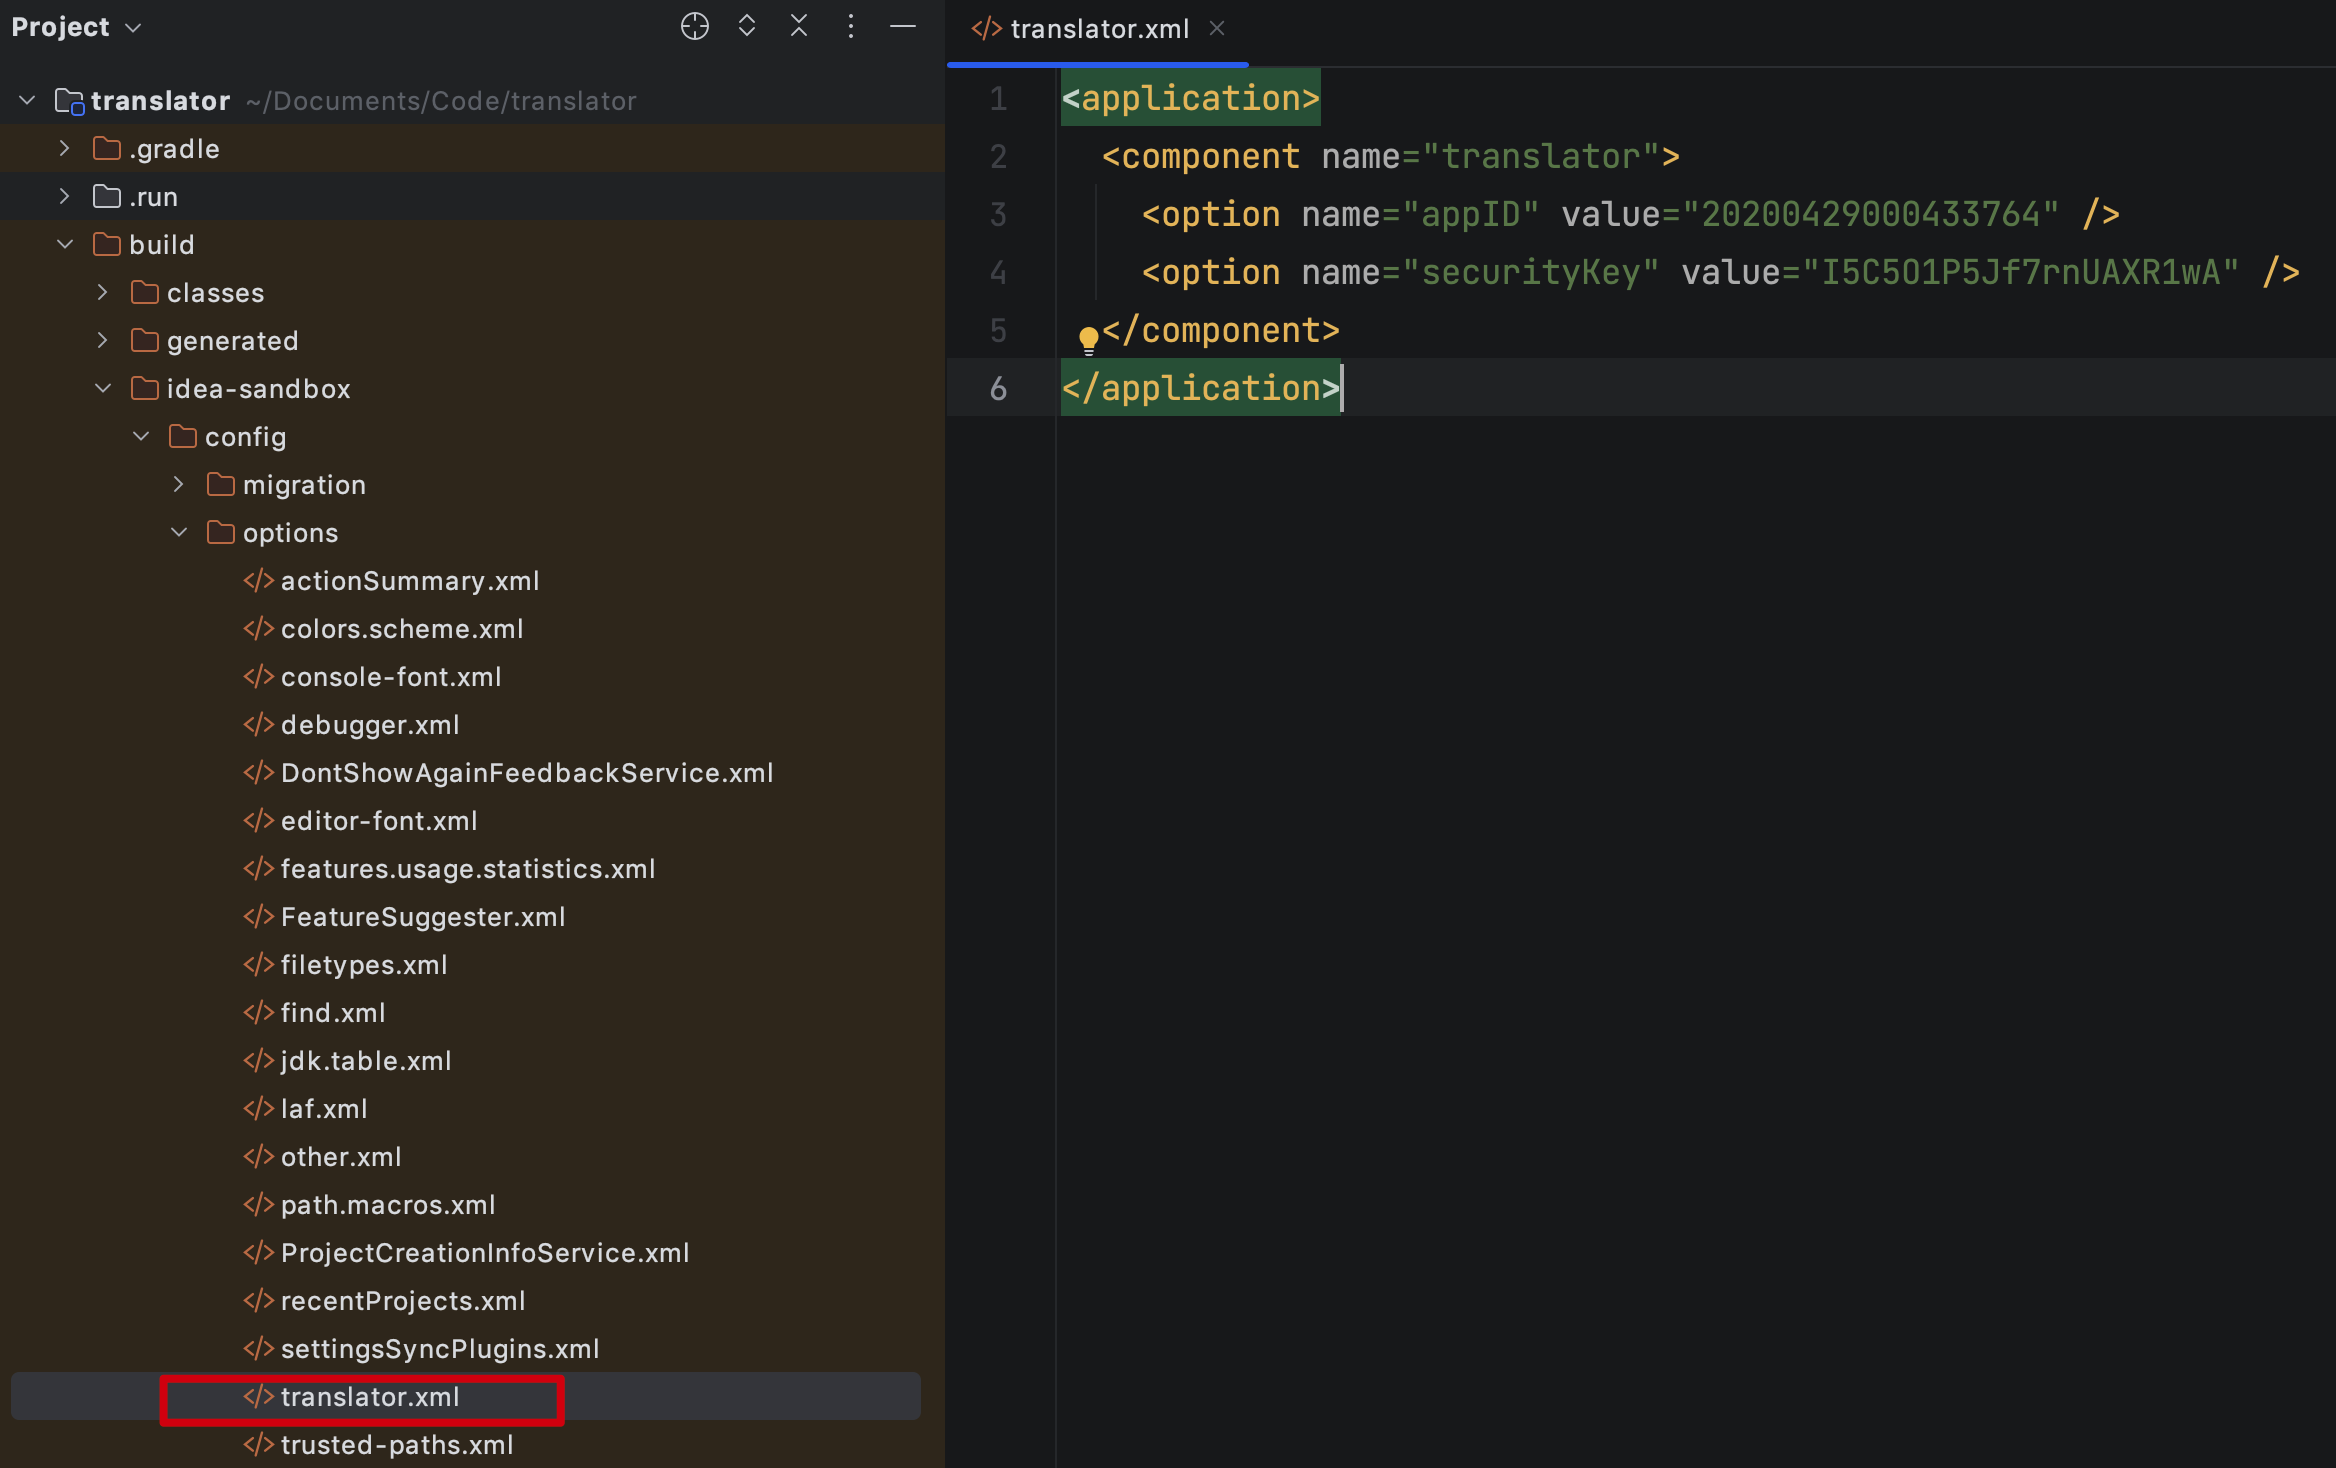 Project
translator ~/Documents/Code/translator
.gradle
.run
build
classes
generated
idea-sandbox
config
migration
options
actionSummary.xml
colors.scheme.xml
console-font.xml
debugger.xml
DontShowAgainFeedbackService.xml
editor-font.xml
features.usage.statistics.xml
FeatureSuggester.xml
filetypes.xml
find.xml
jdk.table.xml
laf.xml
other.xml
path.macros.xml
ProjectCreationInfoService.xml
recentProjects.xml
settingsSyncPlugins.xml
translator.xml
trusted-paths.xml
translator.xml
1 <application>
2 <component name="translator">
3 <option name="appID" value="20200429000433764" />
4 <option name="securityKey" value="I5C5O1P5Jf7rnUAXR1wA" />
5 </component>
6 </application>